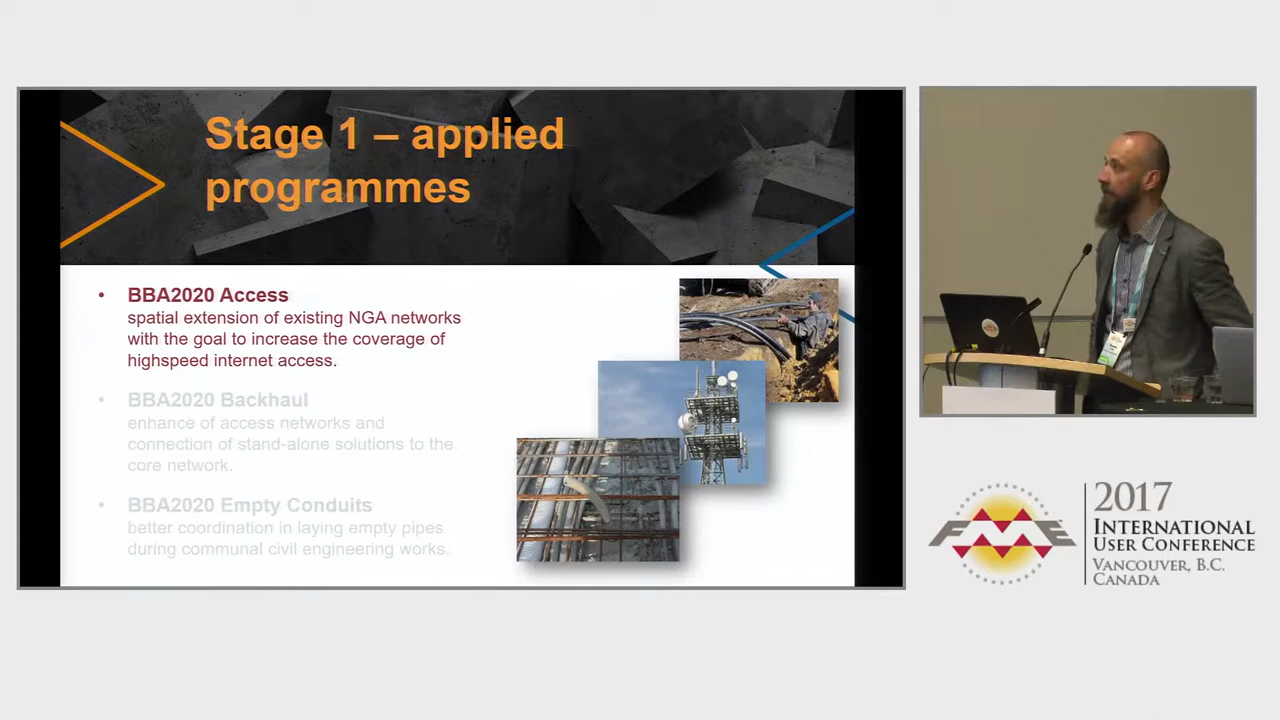 Stage 1 – applied
programmes
• BBA2020 Access
spatial extension of existing NGA networks
with the goal to increase the coverage of
highspeed internet access.
• BBA2020 Backhaul
enhance of access networks and
connection of stand-alone solutions to the
core network.
• BBA2020 Empty Conduits
better coordination in laying empty pipes
during communal civil engineering works.
FME
2017
INTERNATIONAL
USER CONFERENCE
VANCOUVER, B.C.
CANADA